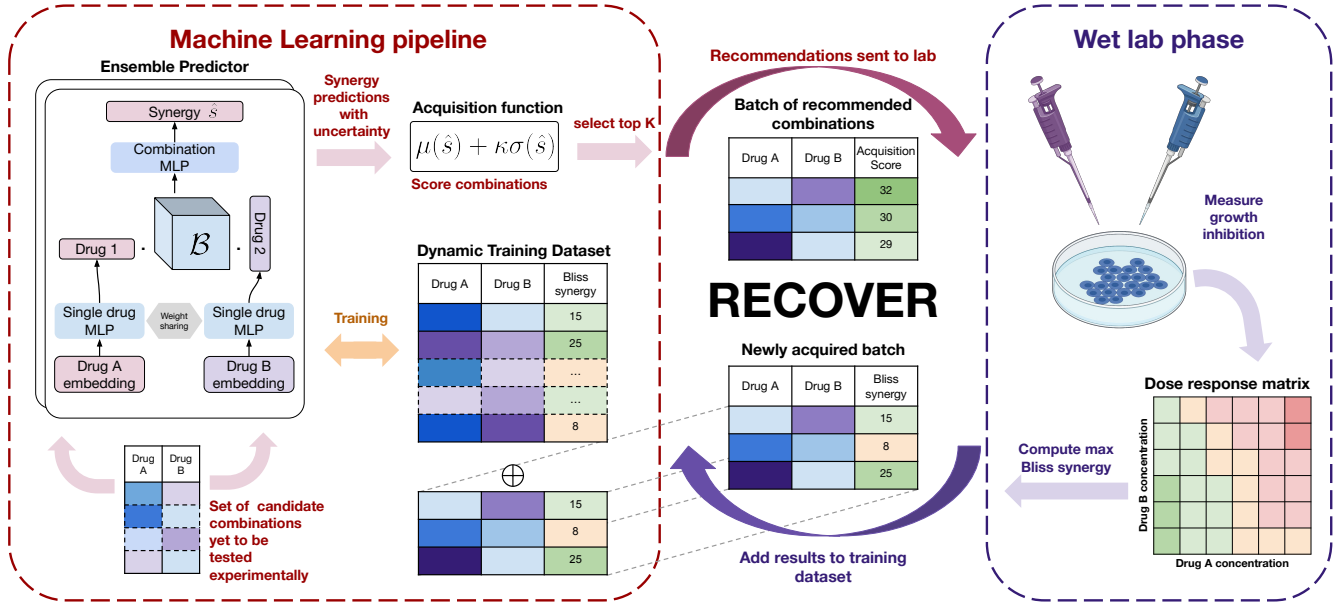 Machine Learning pipeline
Ensemble Predictor
Synergy ŝ
Combination
MLP
ℬ
Drug 1
·
·
Drug 2
Single drug
MLP
Weight
sharing
Single drug
MLP
Drug A
embedding
Drug B
embedding
Synergy
predictions
with
uncertainty
Acquisition function
μ(ŝ) + κσ(ŝ)
Score combinations
select top K
Training
Dynamic Training Dataset
Drug A Drug B Bliss
synergy
15
25
...
...
8
⊕
15
8
25
Drug
A
Drug
B
Set of candidate
combinations
yet to be
tested
experimentally
Recommendations sent to lab
Batch of recommended
combinations
Drug A Drug B Acquisition
Score
32
30
29
RECOVER
Newly acquired batch
Drug A Drug B Bliss
synergy
15
8
25
Add results to training
dataset
Wet lab phase
Measure
growth
inhibition
Dose response matrix
Drug B concentration
Drug A concentration
Compute max
Bliss synergy